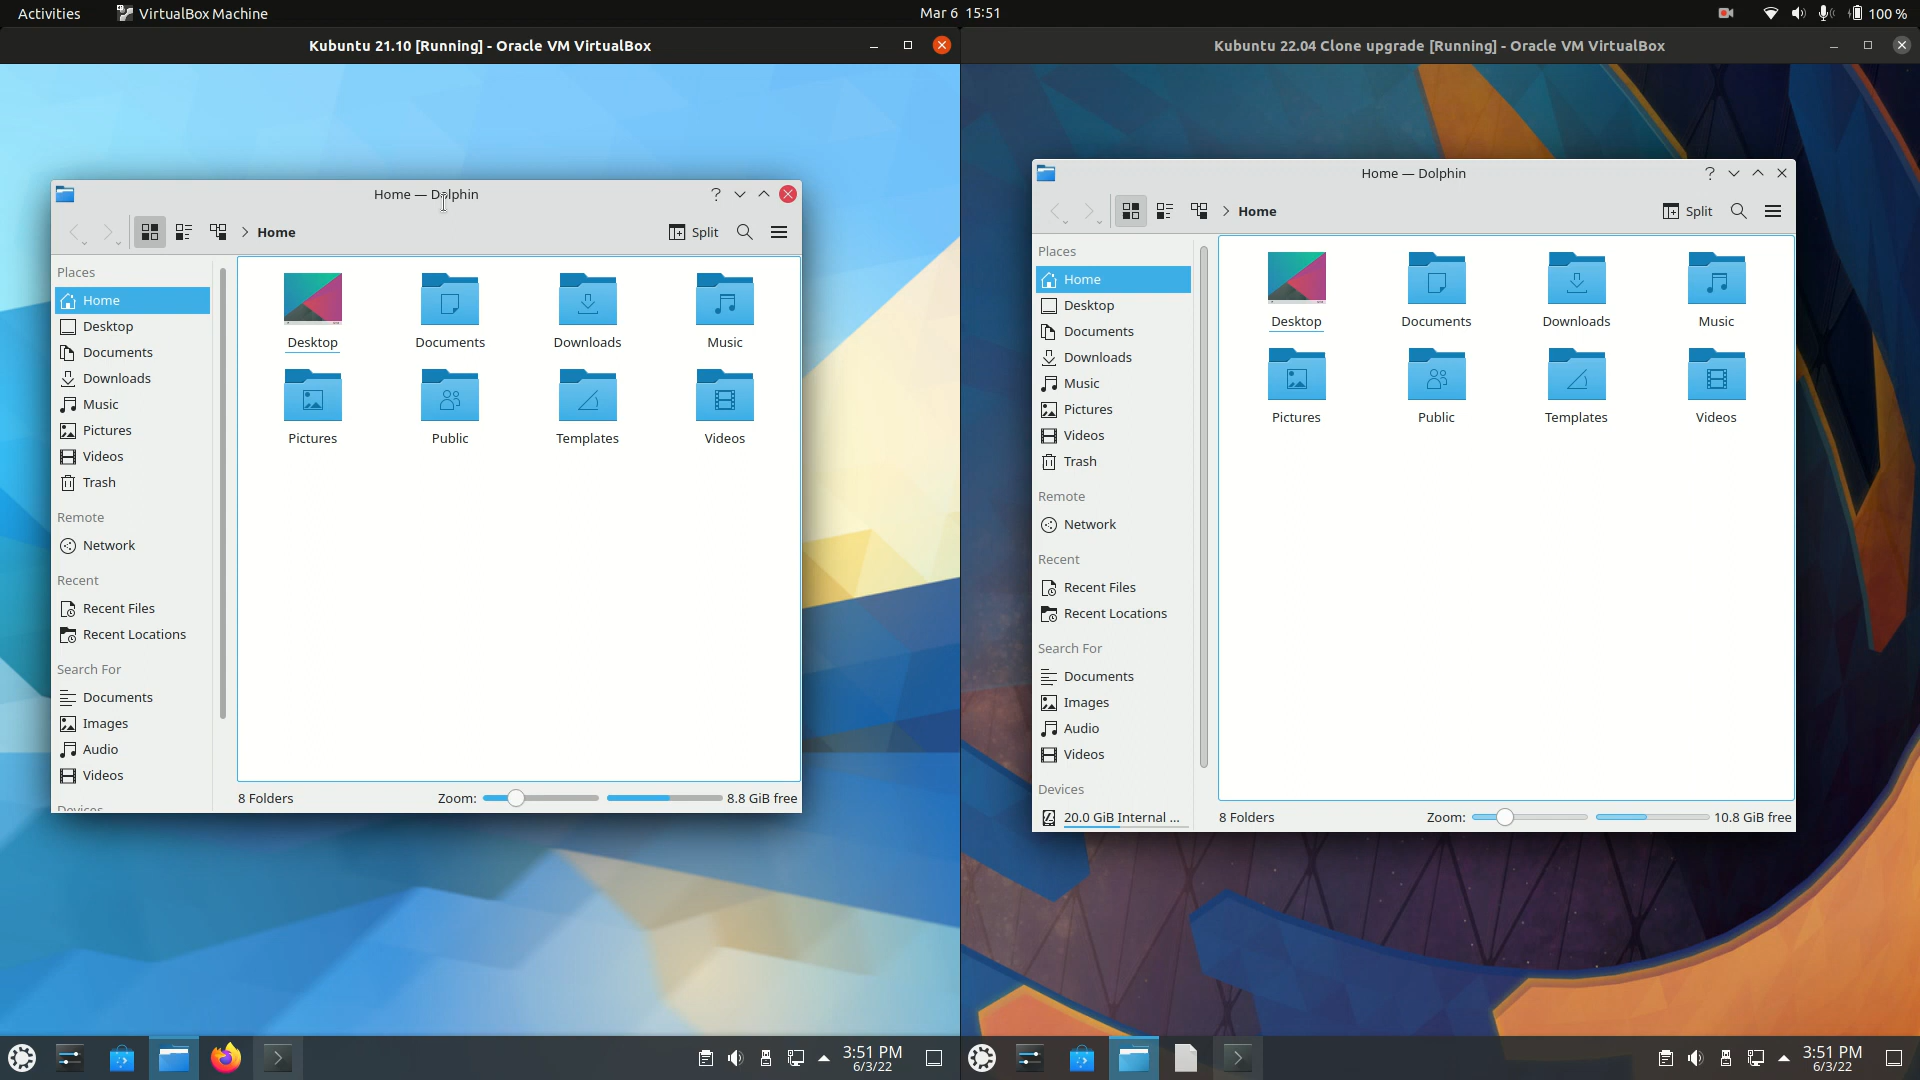 Activities
VirtualBox Machine
Mar 6 15:51
100 %
Kubuntu 21.10 [Running] - Oracle VM VirtualBox
Home — Dolphin
Home
Split
Places
Home
Desktop
Documents
Downloads
Music
Pictures
Videos
Trash
Remote
Network
Recent
Recent Files
Recent Locations
Search For
Documents
Images
Audio
Videos
Devices
Desktop
Documents
Downloads
Music
Pictures
Public
Templates
Videos
8 Folders
Zoom:
8.8 GiB free
3:51 PM
6/3/22
Kubuntu 22.04 Clone upgrade [Running] - Oracle VM VirtualBox
Home — Dolphin
Home
Split
Places
Home
Desktop
Documents
Downloads
Music
Pictures
Videos
Trash
Remote
Network
Recent
Recent Files
Recent Locations
Search For
Documents
Images
Audio
Videos
Devices
20.0 GiB Internal ...
Desktop
Documents
Downloads
Music
Pictures
Public
Templates
Videos
8 Folders
Zoom:
10.8 GiB free
3:51 PM
6/3/22